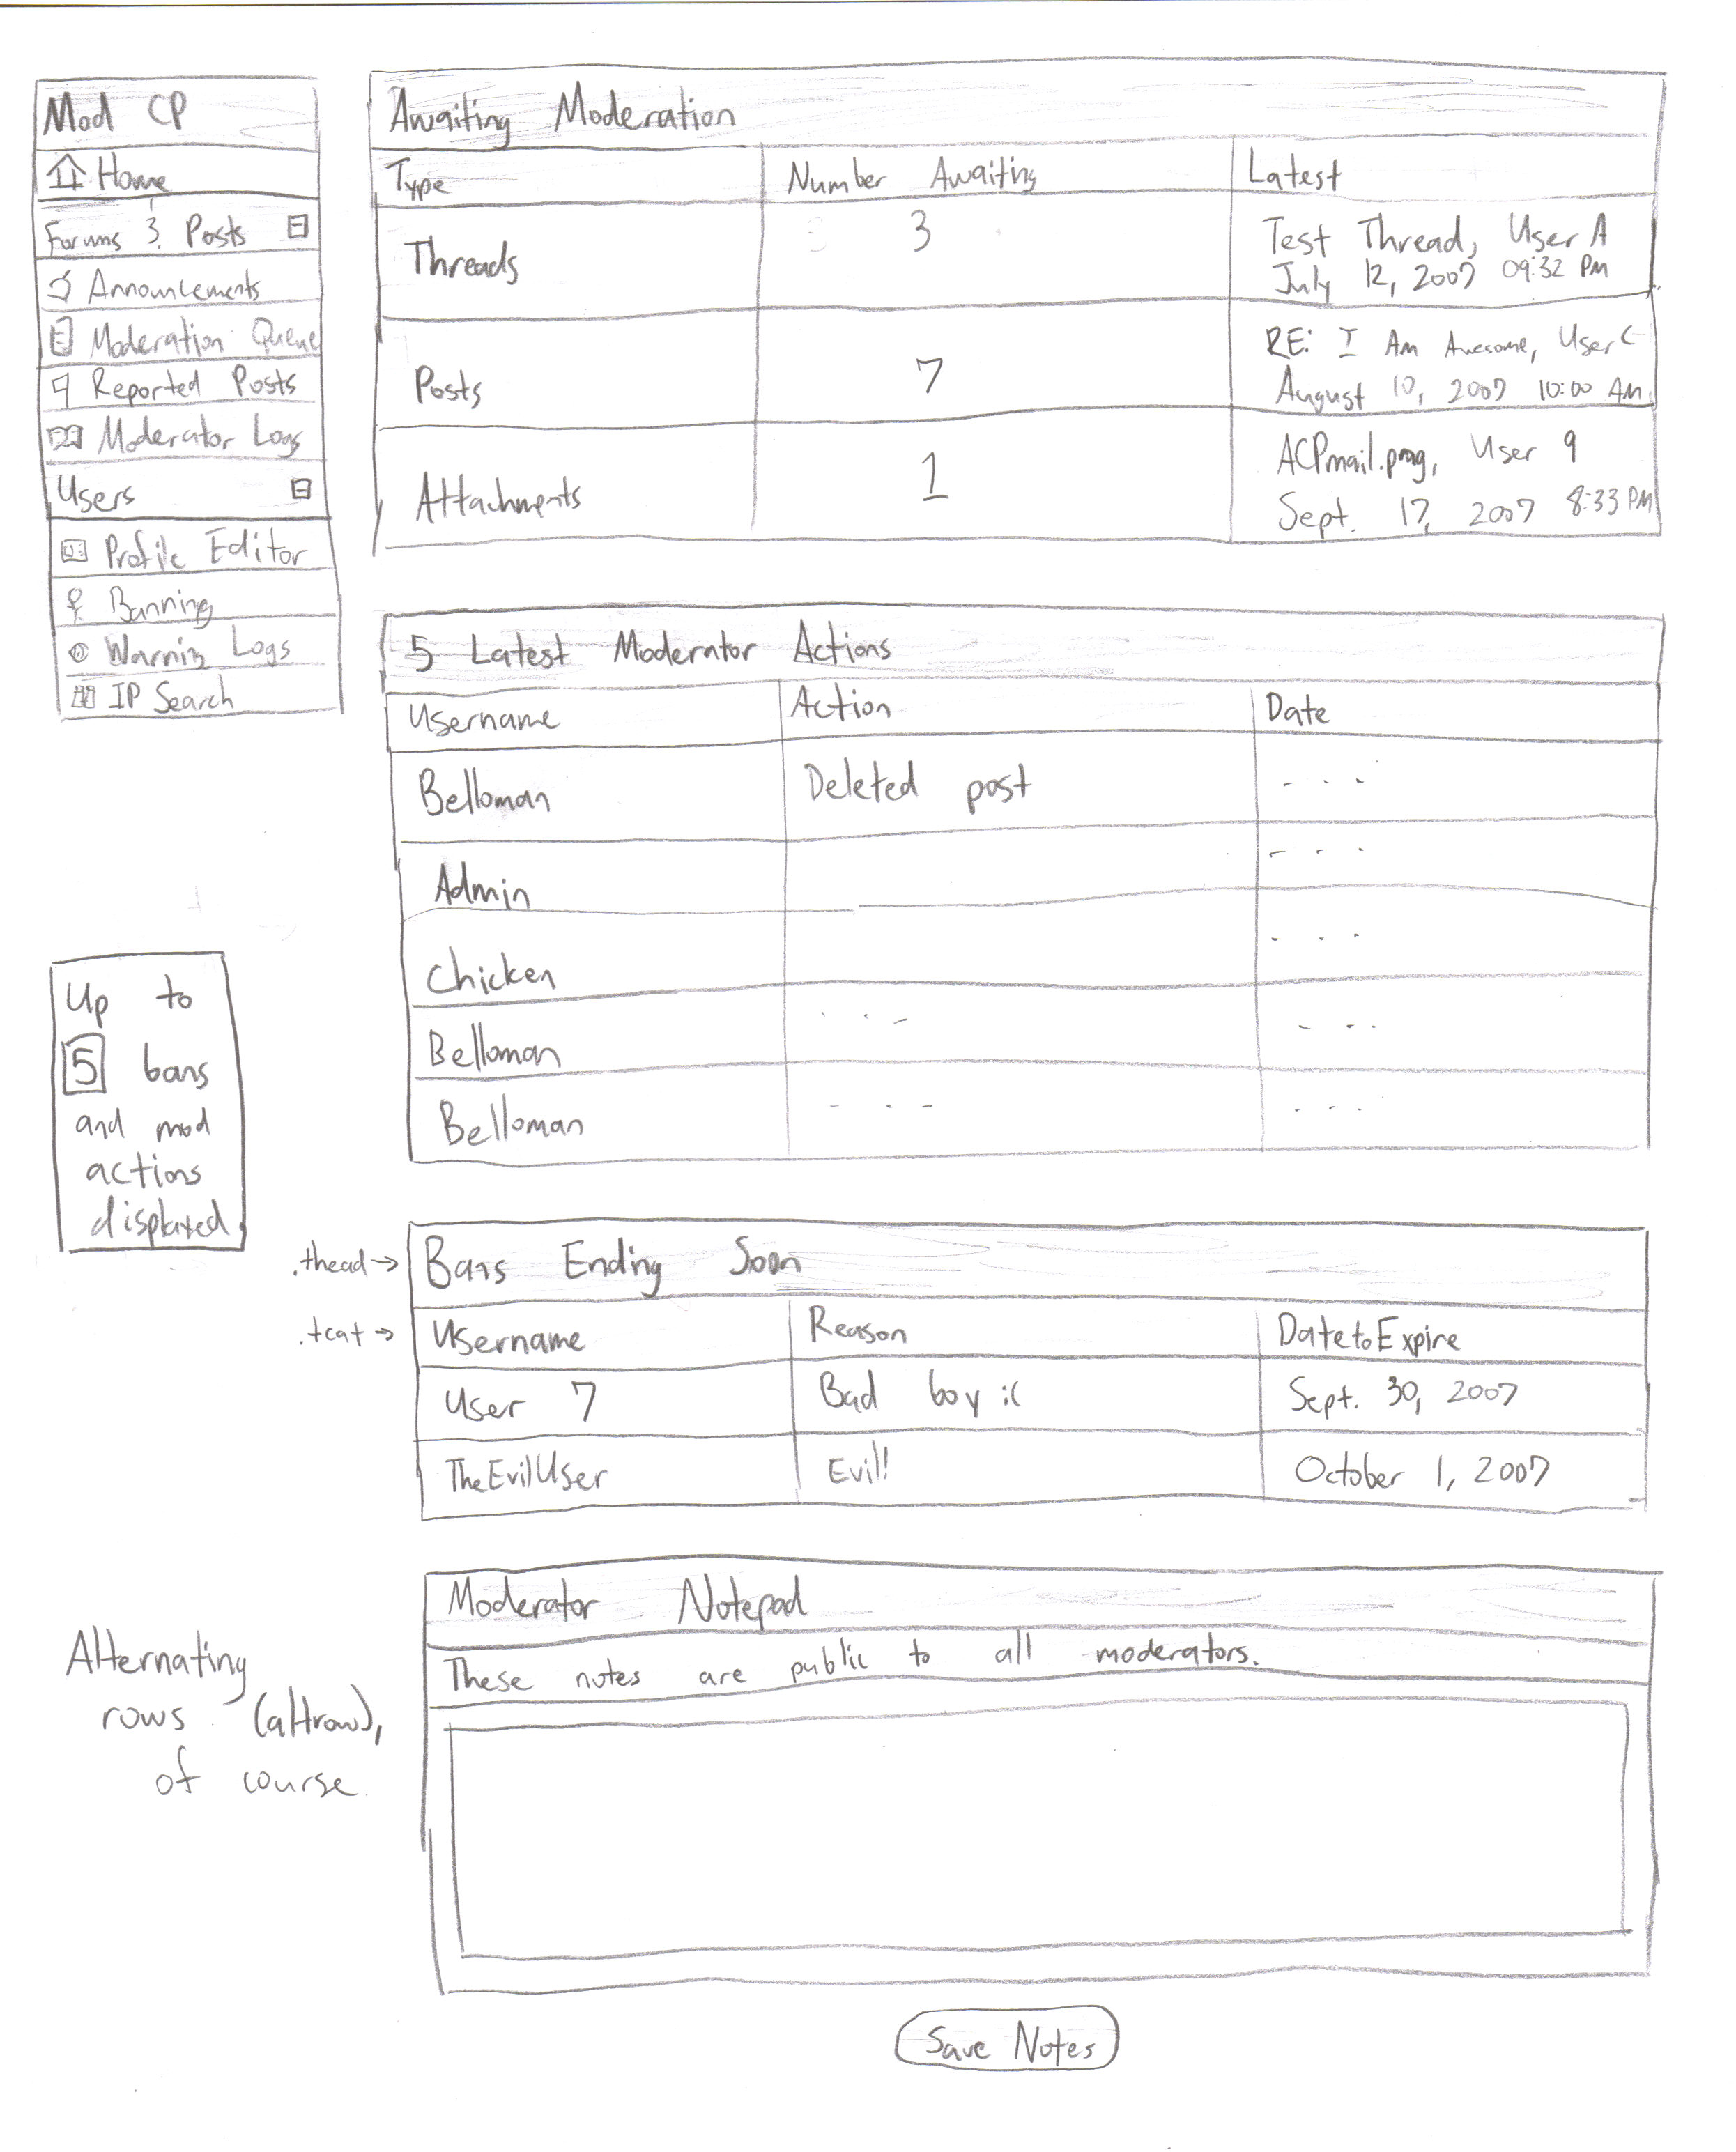 Mod CP
Home
Forums & Posts
Announcements
Moderation Queue
Reported Posts
Moderator Logs
Users
Profile Editor
Banning
Warning Logs
IP Search
Awaiting Moderation
Type Number Awaiting Latest
Threads 3 Test Thread, User A
July 12, 2007 09:32 PM
Posts 7 RE: I Am Awesome, User C
August 10, 2007 10:00 AM
Attachments 1 ACPmail.png, User 9
Sept. 17, 2007 8:33 PM
5 Latest Moderator Actions
Username Action Date
Belloman Deleted post - - -
Admin - - -
Chicken - - -
Belloman - - - - - -
Belloman - - - - - -
Up to
5 bans
and mod
actions
displayed
.thead →
Bans Ending Soon
.tcat →
Username Reason Date to Expire
User 7 Bad boy :( Sept. 30, 2007
TheEvilUser Evil! October 1, 2007
Moderator Notepad
These notes are public to all moderators.
Alternating
rows (altrow),
of course.
Save Notes